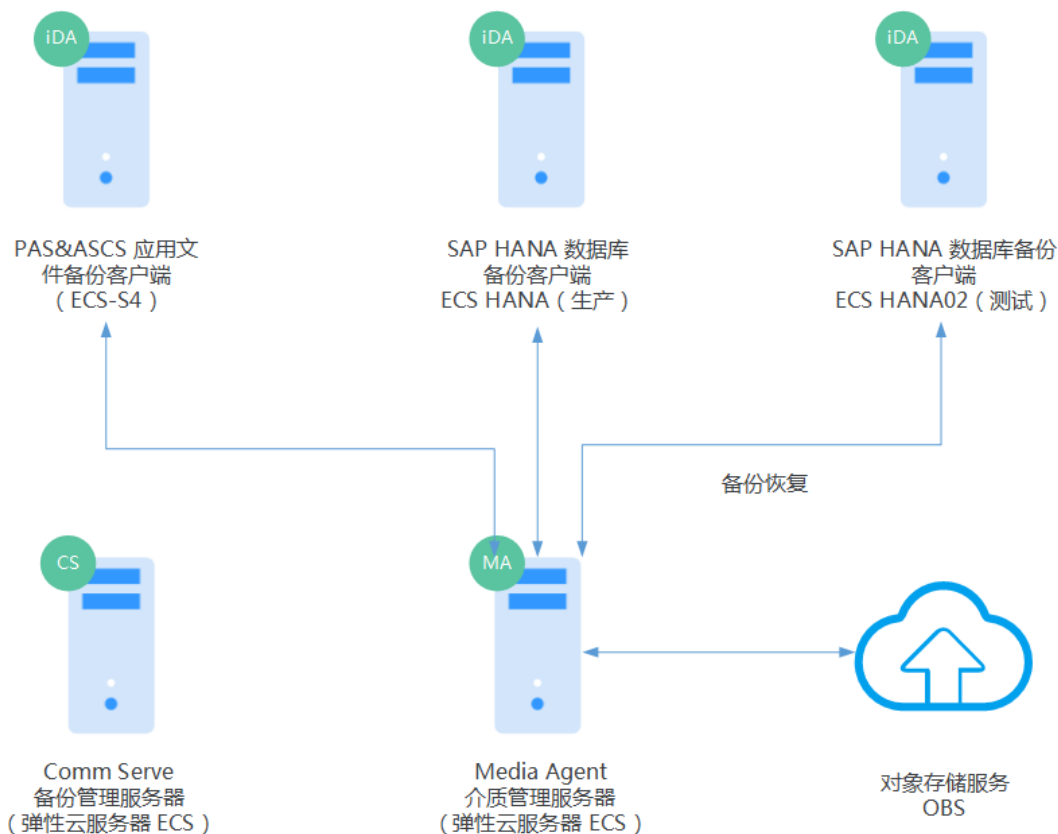 iDA
iDA
iDA
PAS&ASCS 应用文
件备份客户端
（ECS-S4）
SAP HANA 数据库
备份客户端
ECS HANA（生产）
SAP HANA 数据库备份
客户端
ECS HANA02（测试）
备份恢复
CS
MA
Comm Serve
备份管理服务器
（弹性云服务器 ECS）
Media Agent
介质管理服务器
（弹性云服务器 ECS）
对象存储服务
OBS